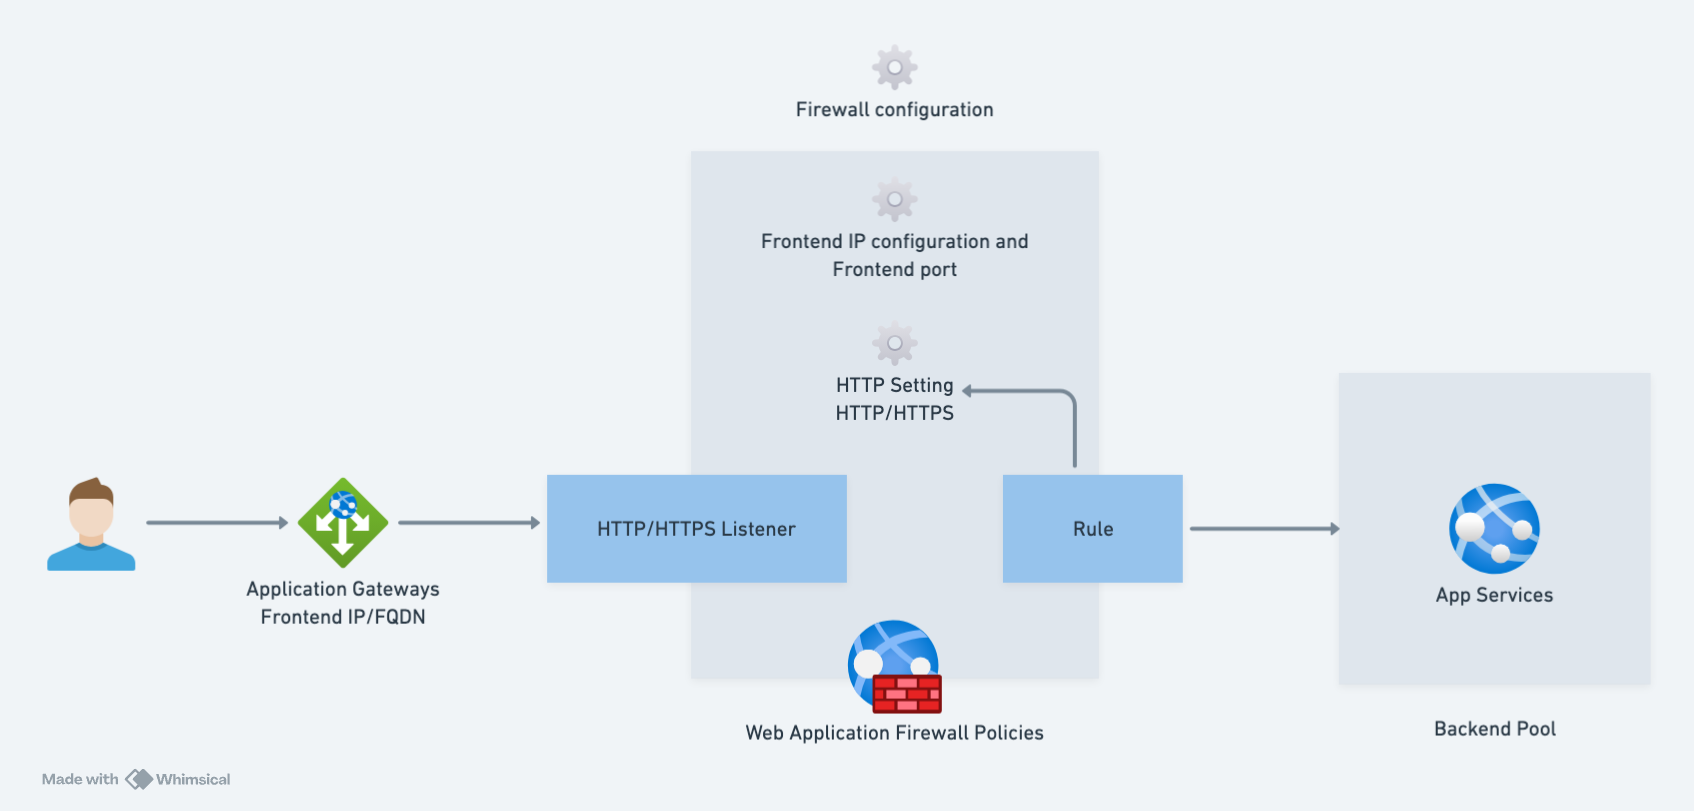 Firewall configuration
Frontend IP configuration and
Frontend port
HTTP Setting
HTTP/HTTPS
HTTP/HTTPS Listener
Rule
Application Gateways
Frontend IP/FQDN
App Services
Web Application Firewall Policies
Backend Pool
Made with Whimsical